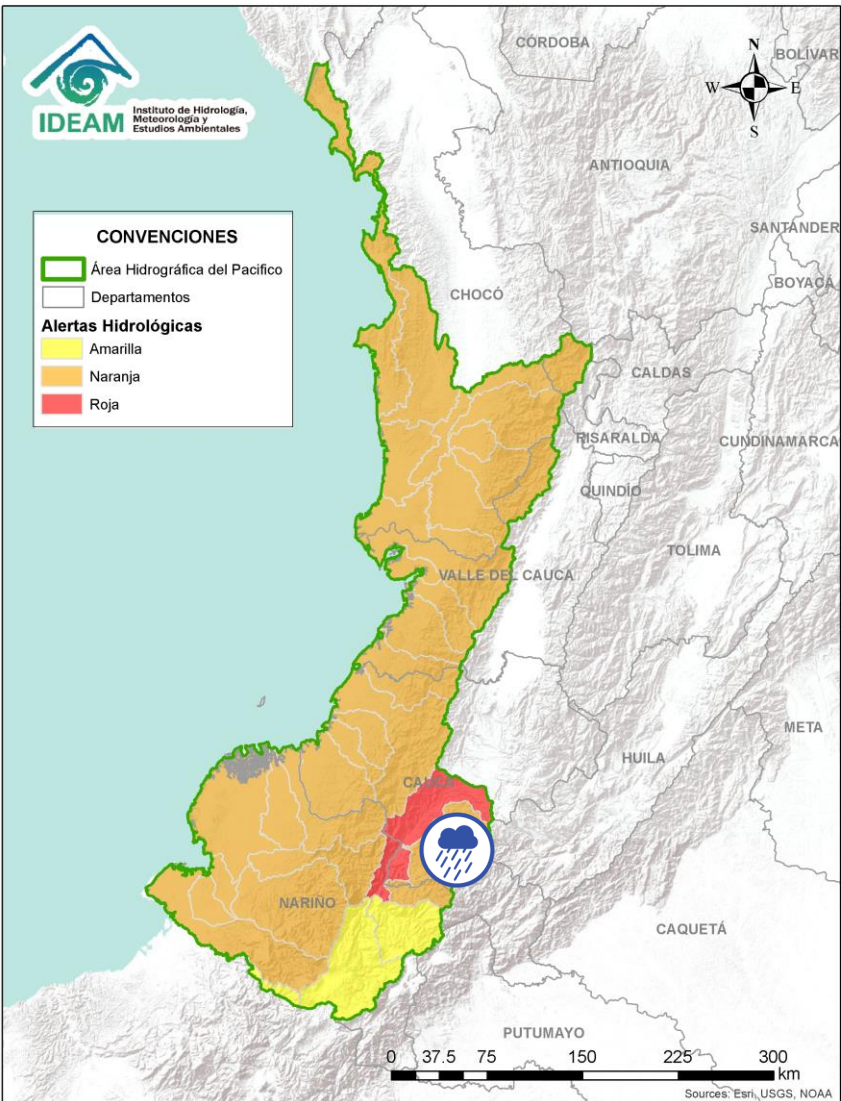 IDEAM
Instituto de Hidrología,
Meteorología y
Estudios Ambientales
CONVENCIONES
Área Hidrográfica del Pacifico
Departamentos
Alertas Hidrológicas
Amarilla
Naranja
Roja
N
W
E
S
CÓRDOBA
BOLIVAR
ANTIOQUIA
SANTANDER
BOYACÁ
CHOCÓ
CALDAS
RISARALDA
CUNDINAMARCA
QUINDÍO
TOLIMA
VALLE DEL CAUCA
META
HUILA
CAUCA
NARIÑO
CAQUETÁ
PUTUMAYO
0 37.5 75 150 225 300
km
Sources: Esri, USGS, NOAA